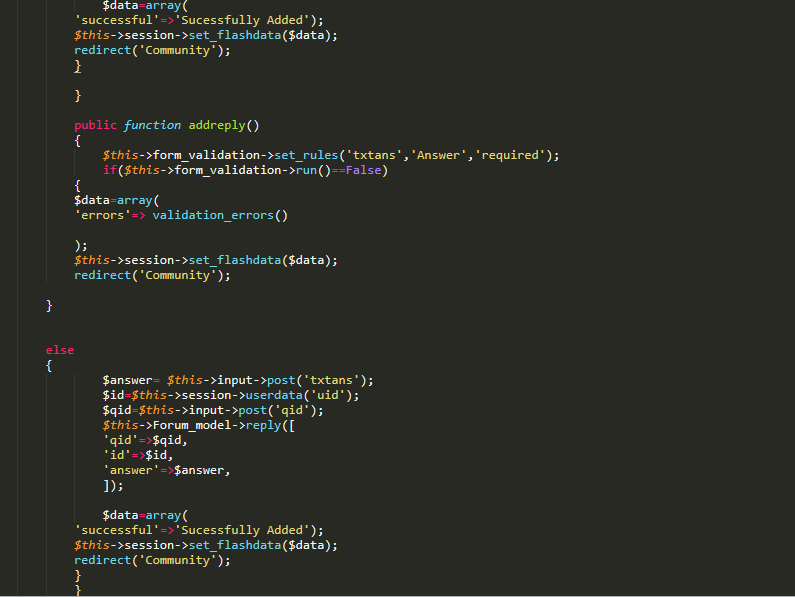 $data=array(
'successful'=>'Sucessfully Added');
$this->session->set_flashdata($data);
redirect('Community');
}
}
public function addreply()
{
$this->form_validation->set_rules('txtans','Answer','required');
if($this->form_validation->run()==False)
{
$data=array(
'errors'=> validation_errors()
);
$this->session->set_flashdata($data);
redirect('Community');
}
else
{
$answer= $this->input->post('txtans');
$id=$this->session->userdata('uid');
$qid=$this->input->post('qid');
$this->Forum_model->reply([
'qid'=>$qid,
'id'=>$id,
'answer'=>$answer,
]);
$data=array(
'successful'=>'Sucessfully Added');
$this->session->set_flashdata($data);
redirect('Community');
}
}